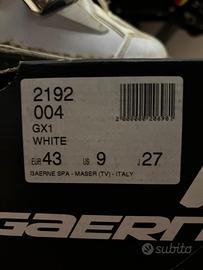 2192
004
GX1
WHITE
EUR 43 US 9 J 27
GAERNE SPA - MASER (TV) - ITALY
GAERN
subito